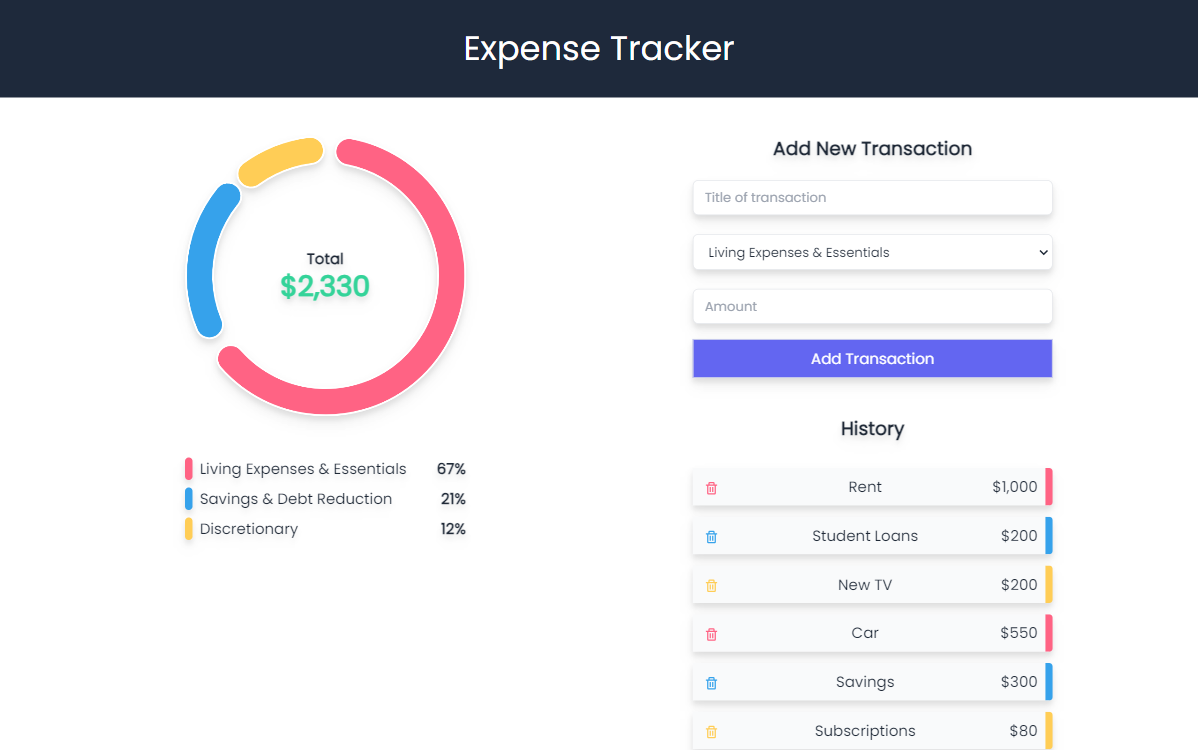 Expense Tracker
Total
$2,330
Living Expenses & Essentials 67%
Savings & Debt Reduction 21%
Discretionary 12%
Add New Transaction
Title of transaction
Living Expenses & Essentials
Amount
Add Transaction
History
Rent $1,000
Student Loans $200
New TV $200
Car $550
Savings $300
Subscriptions $80